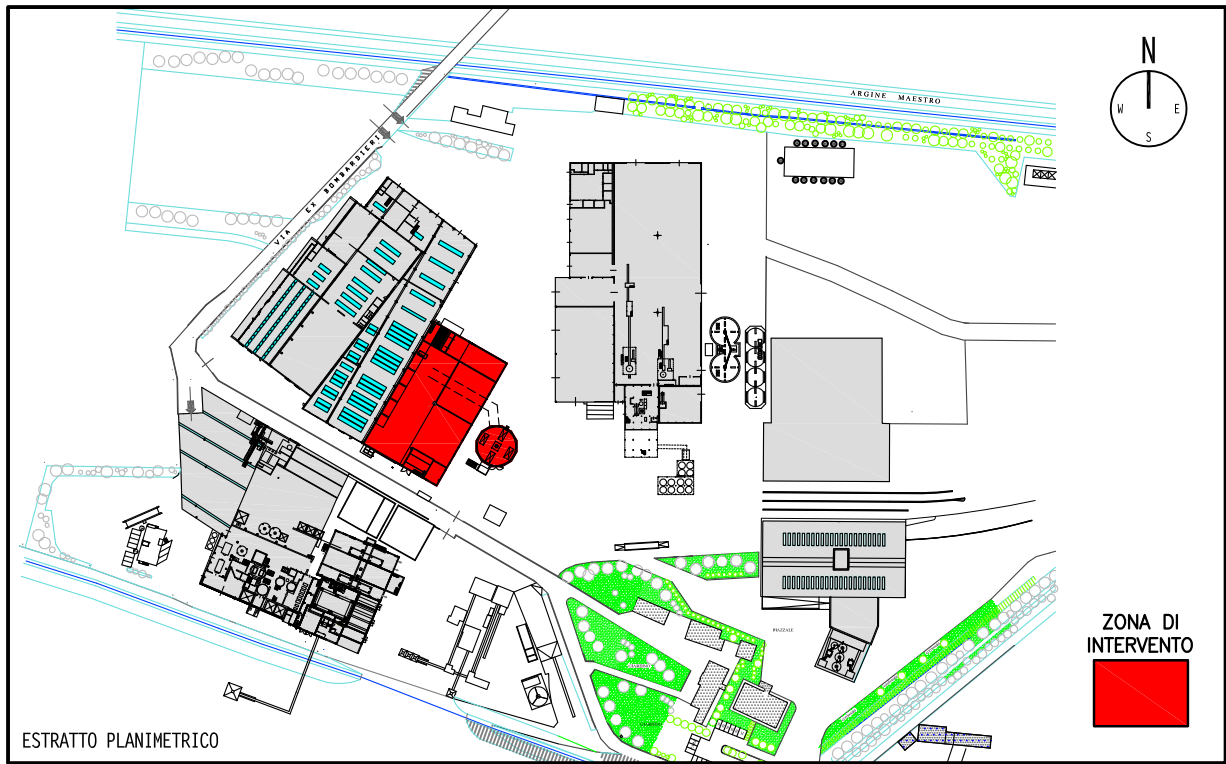 N
W E
S
ARGINE MAESTRO
VIA EX BOMBARDIERI
PIAZZALE
ZONA DI
INTERVENTO
ESTRATTO PLANIMETRICO